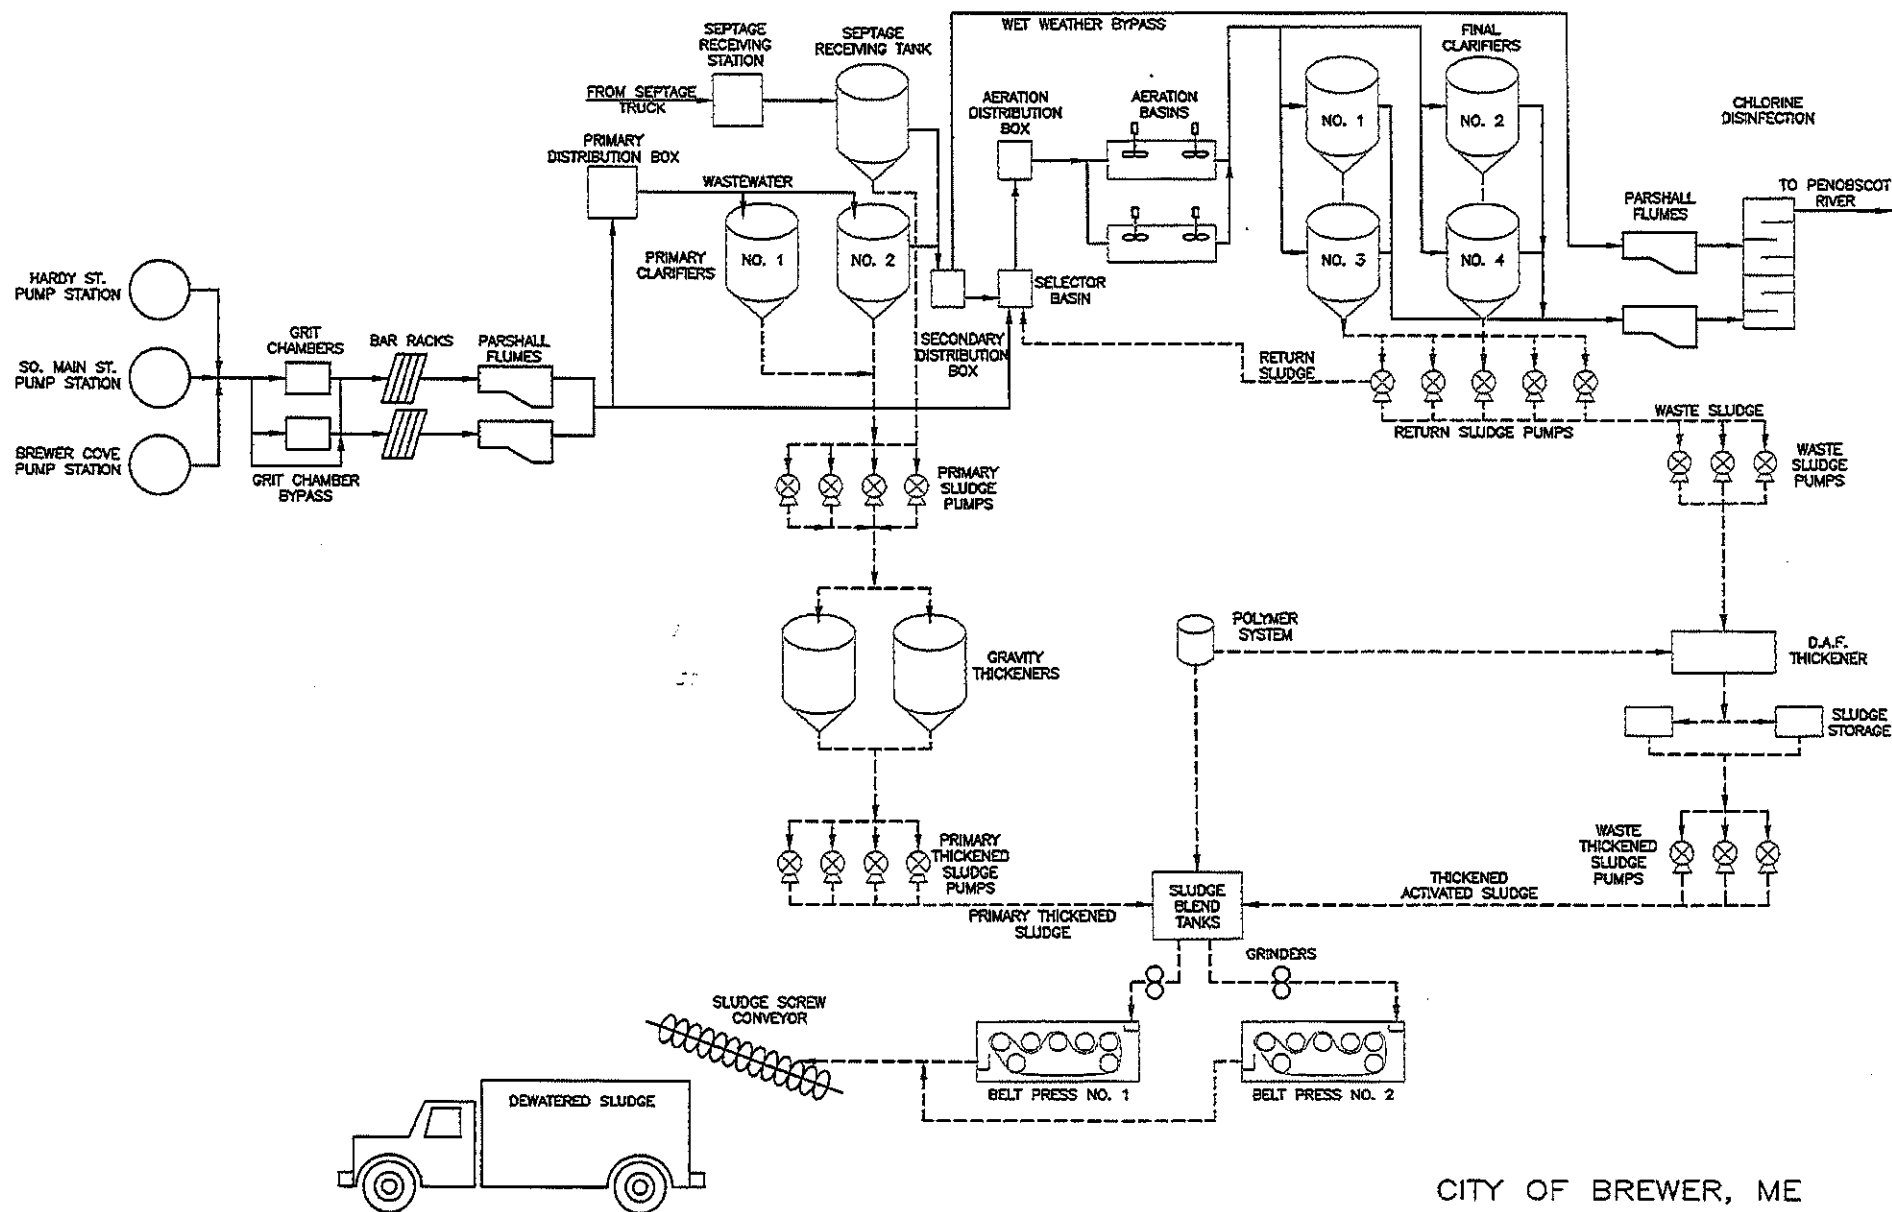 WET WEATHER BYPASS
SEPTAGE
RECEIVING
STATION
SEPTAGE
RECEIVING TANK
FINAL
CLARIFIERS
FROM SEPTAGE
TRUCK
AERATION
DISTRIBUTION
BOX
AERATION
BASINS
NO. 1
NO. 2
CHLORINE
DISINFECTION
PRIMARY
DISTRIBUTION BOX
WASTEWATER
TO PENOBSCOT
RIVER
PARSHALL
FLUMES
PRIMARY
CLARIFIERS
NO. 1
NO. 2
NO. 3
NO. 4
HARDY ST.
PUMP STATION
SELECTOR
BASIN
GRIT
CHAMBERS
BAR RACKS
PARSHALL
FLUMES
SECONDARY
DISTRIBUTION
BOX
RETURN
SLUDGE
SO. MAIN ST.
PUMP STATION
WASTE SLUDGE
RETURN SLUDGE PUMPS
BREWER COVE
PUMP STATION
GRIT CHAMBER
BYPASS
PRIMARY
SLUDGE
PUMPS
WASTE
SLUDGE
PUMPS
POLYMER
SYSTEM
GRAVITY
THICKENERS
D.A.F.
THICKENER
SLUDGE
STORAGE
PRIMARY
THICKENED
SLUDGE
PUMPS
WASTE
THICKENED
SLUDGE
PUMPS
SLUDGE
BLEND
TANKS
THICKENED
ACTIVATED SLUDGE
PRIMARY THICKENED
SLUDGE
GRINDERS
SLUDGE SCREW
CONVEYOR
BELT PRESS NO. 1
BELT PRESS NO. 2
DEWATERED SLUDGE
CITY OF BREWER, ME